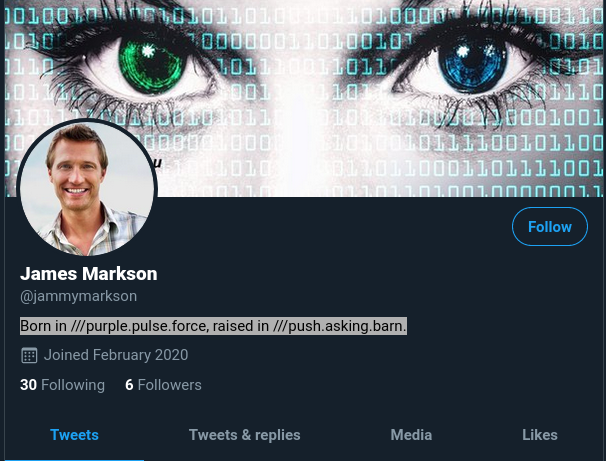 u
Follow
James Markson
@jammymarkson
Born in ///purple.pulse.force, raised in ///push.asking.barn.
Joined February 2020
30 Following 6 Followers
Tweets Tweets & replies Media Likes